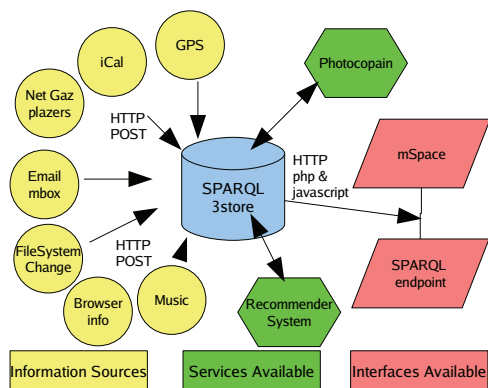 GPS
iCal
Photocopain
Net Gaz
plazers
HTTP
POST
HTTP
php &
javascript
mSpace
Email
mbox
SPARQL
3store
FileSystem
Change
HTTP
POST
SPARQL
endpoint
Browser
info
Music
Recommender
System
Information Sources
Services Available
Interfaces Available